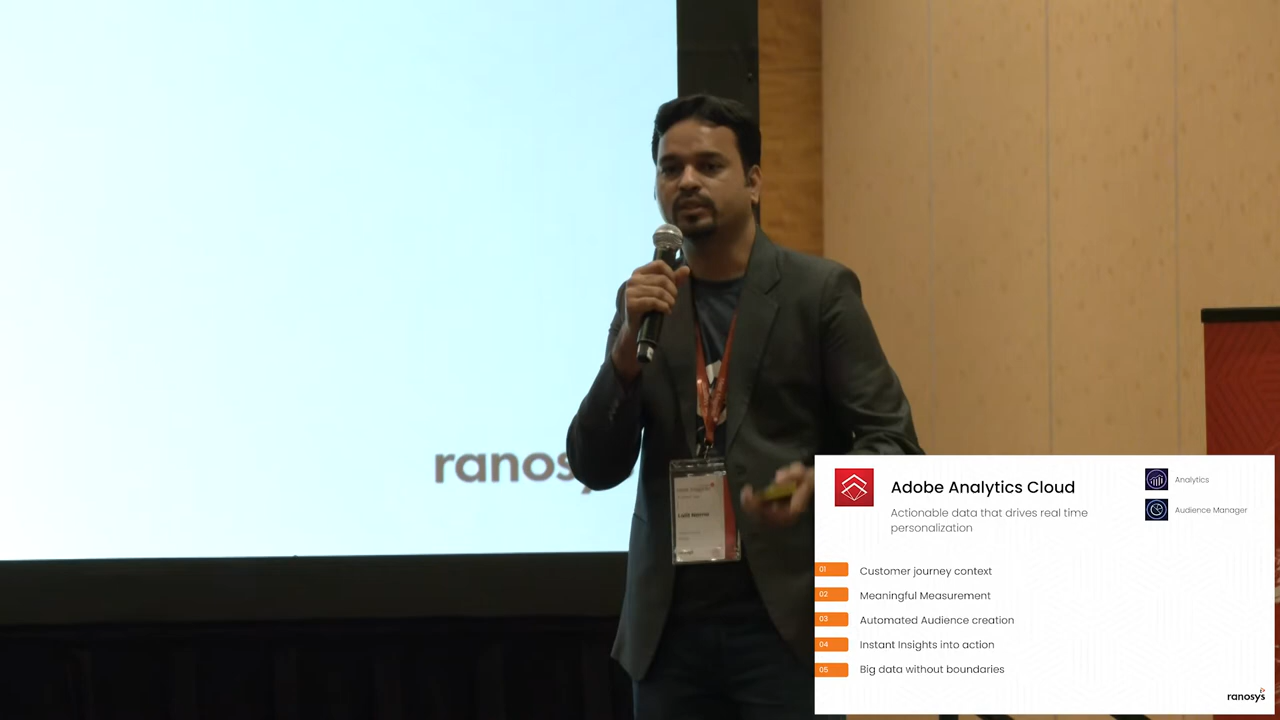 ranosy
Adobe Analytics Cloud
Actionable data that drives real time
personalization
Analytics
Audience Manager
01 Customer journey context
02 Meaningful Measurement
03 Automated Audience creation
04 Instant Insights into action
05 Big data without boundaries
ranosys